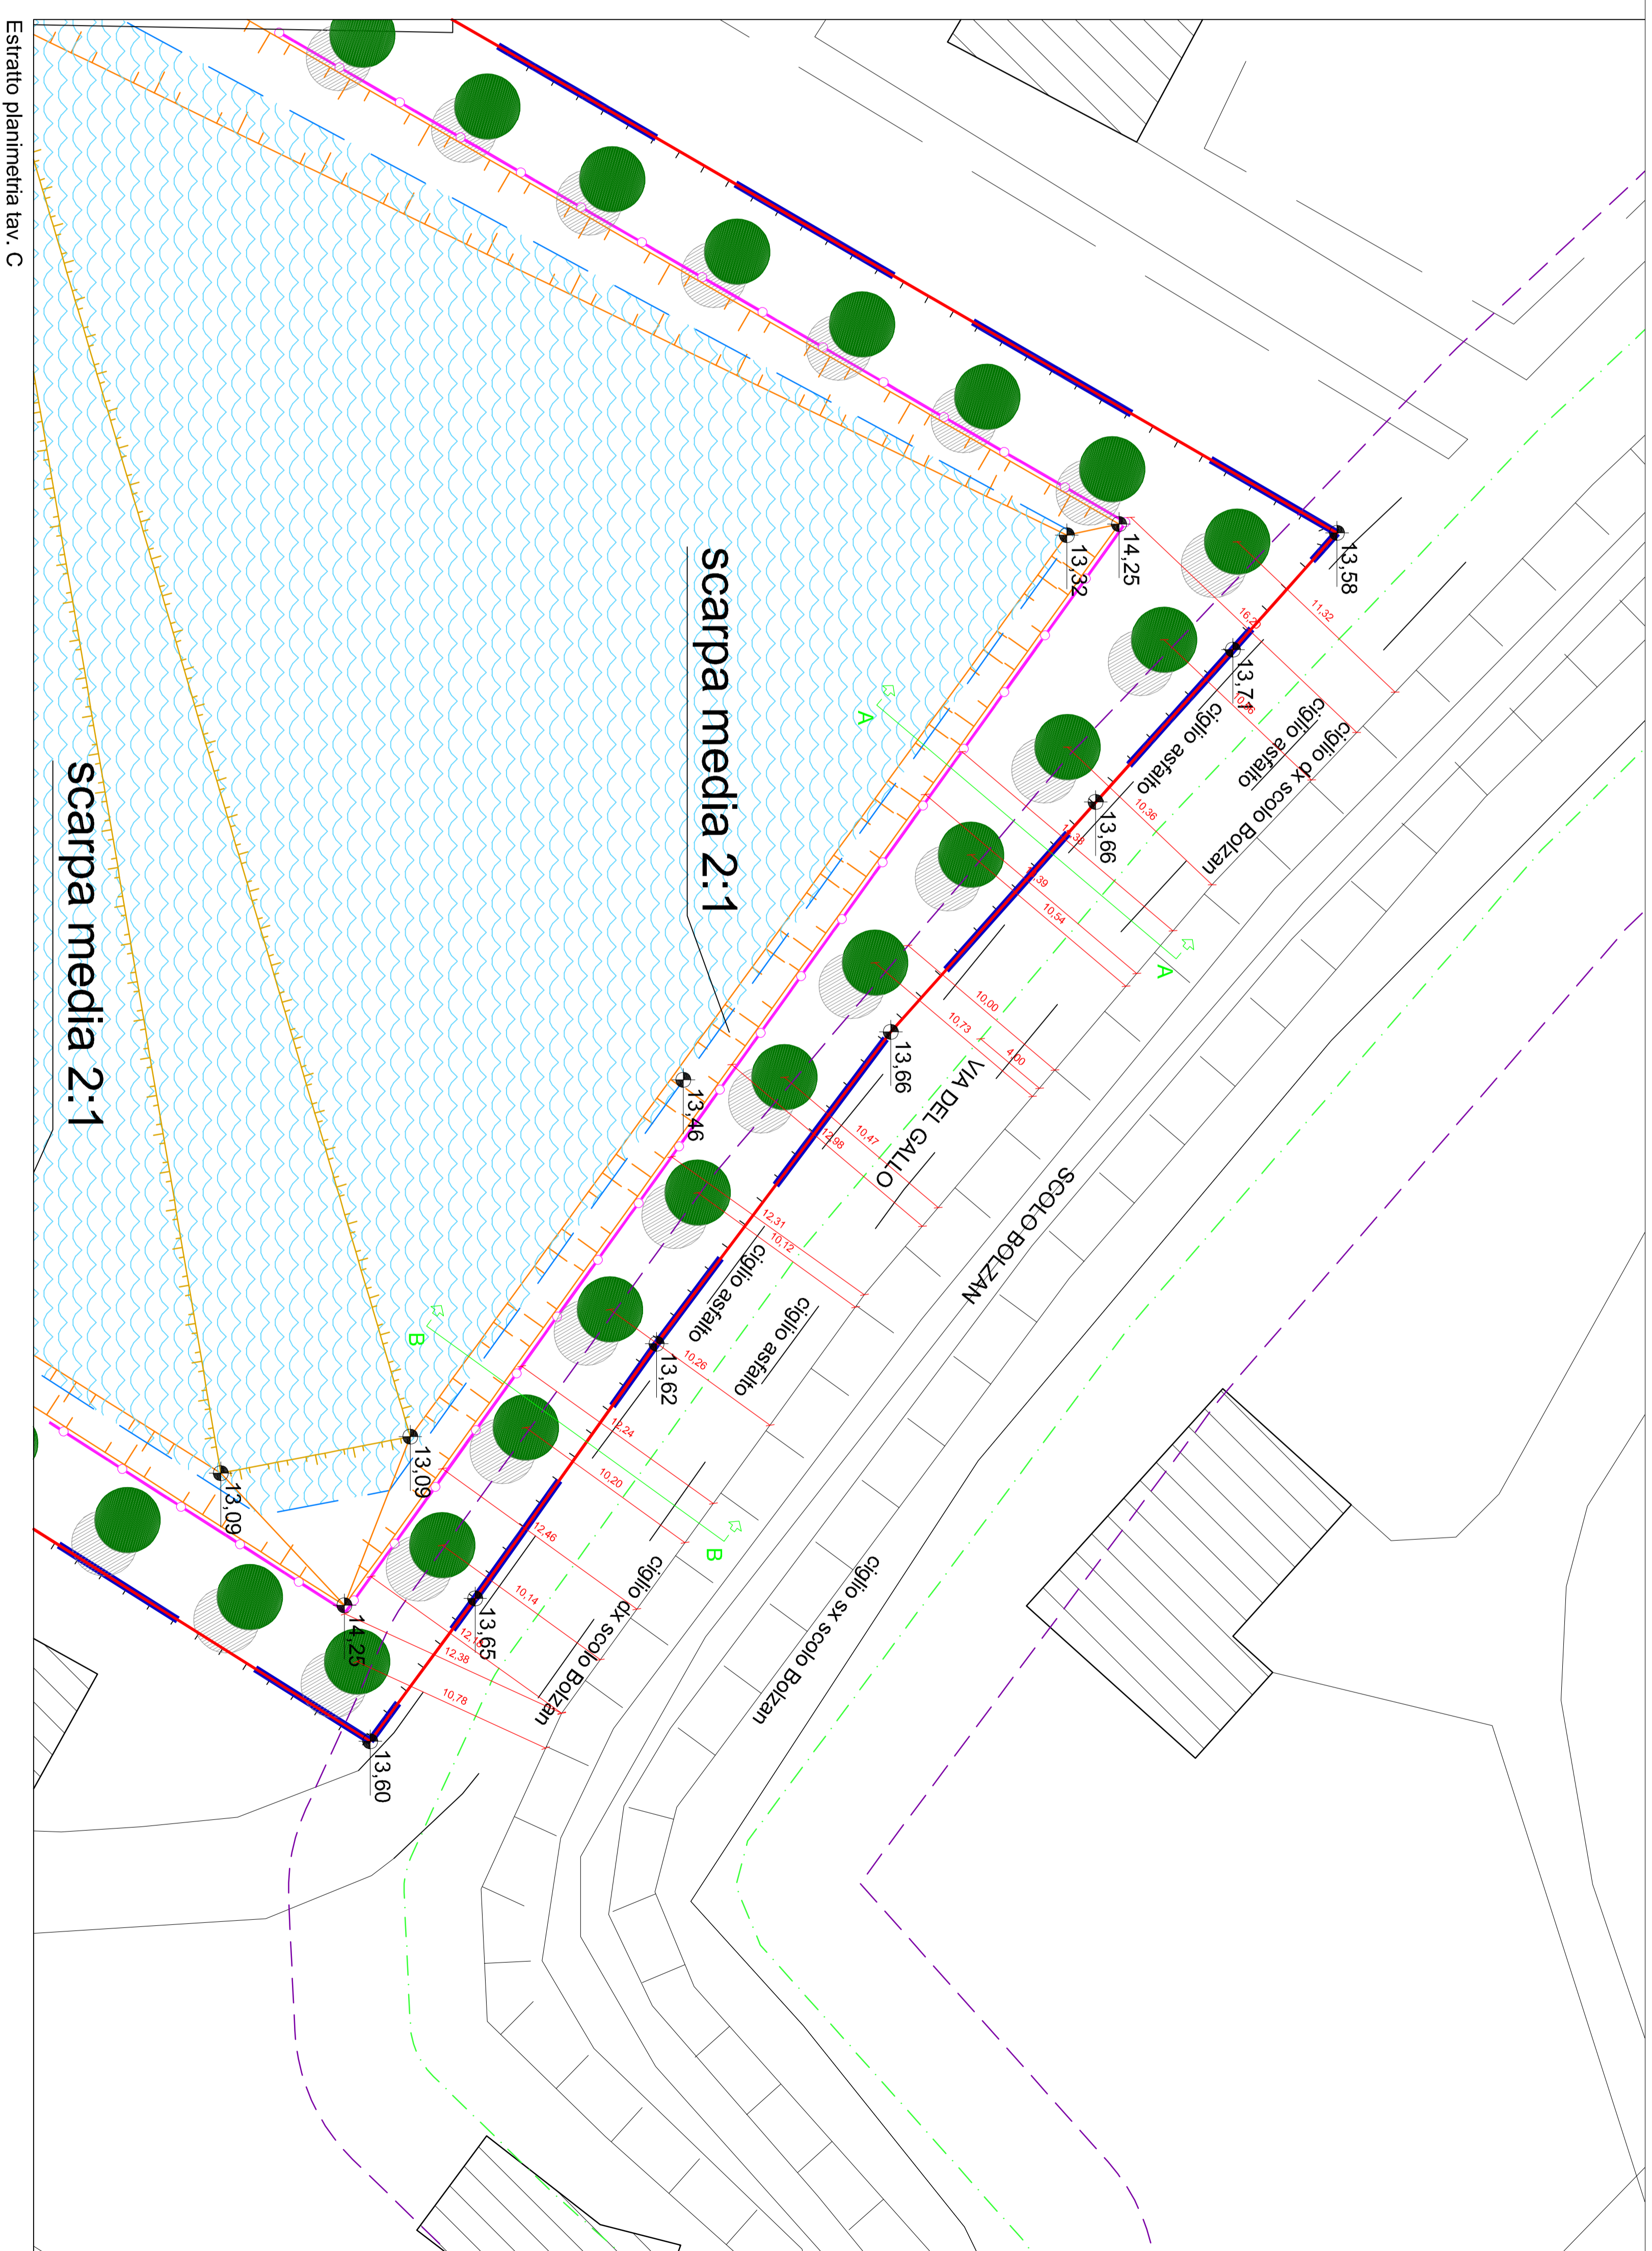 Estratto planimetria tav. C
13,58
11,32
14,25
13,32
16,20
13,77
ciglio asfalto
ciglio asfalto
ciglio dx scolo Bolzan
13,66
10,36
A
A
10,54
10,00
10,73
4,00
13,66
VIA DEL GALLO
SCOLO BOLZAN
scarpa media 2:1
scarpa media 2:1
13,46
10,47
12,98
12,31
10,12
ciglio asfalto
ciglio asfalto
13,62
10,26
B
B
12,24
10,20
13,09
13,09
12,46
10,14
ciglio dx scolo Bolzan
ciglio sx scolo Bolzan
13,65
14,25
12,38
10,78
13,60